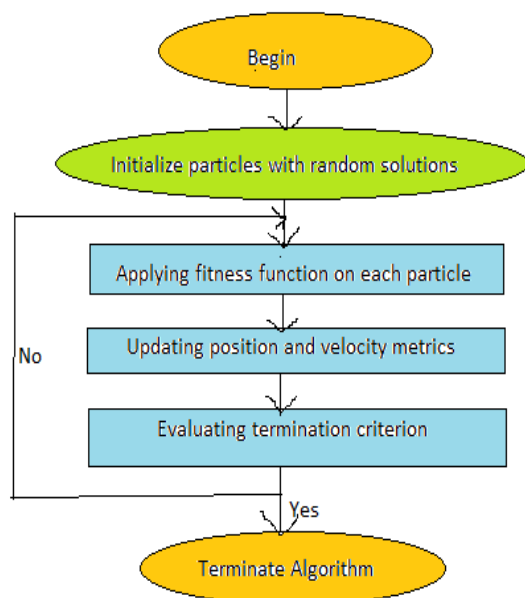 Begin
Initialize particles with random solutions
Applying fitness function on each particle
Updating position and velocity metrics
No
Evaluating termination criterion
Yes
Terminate Algorithm